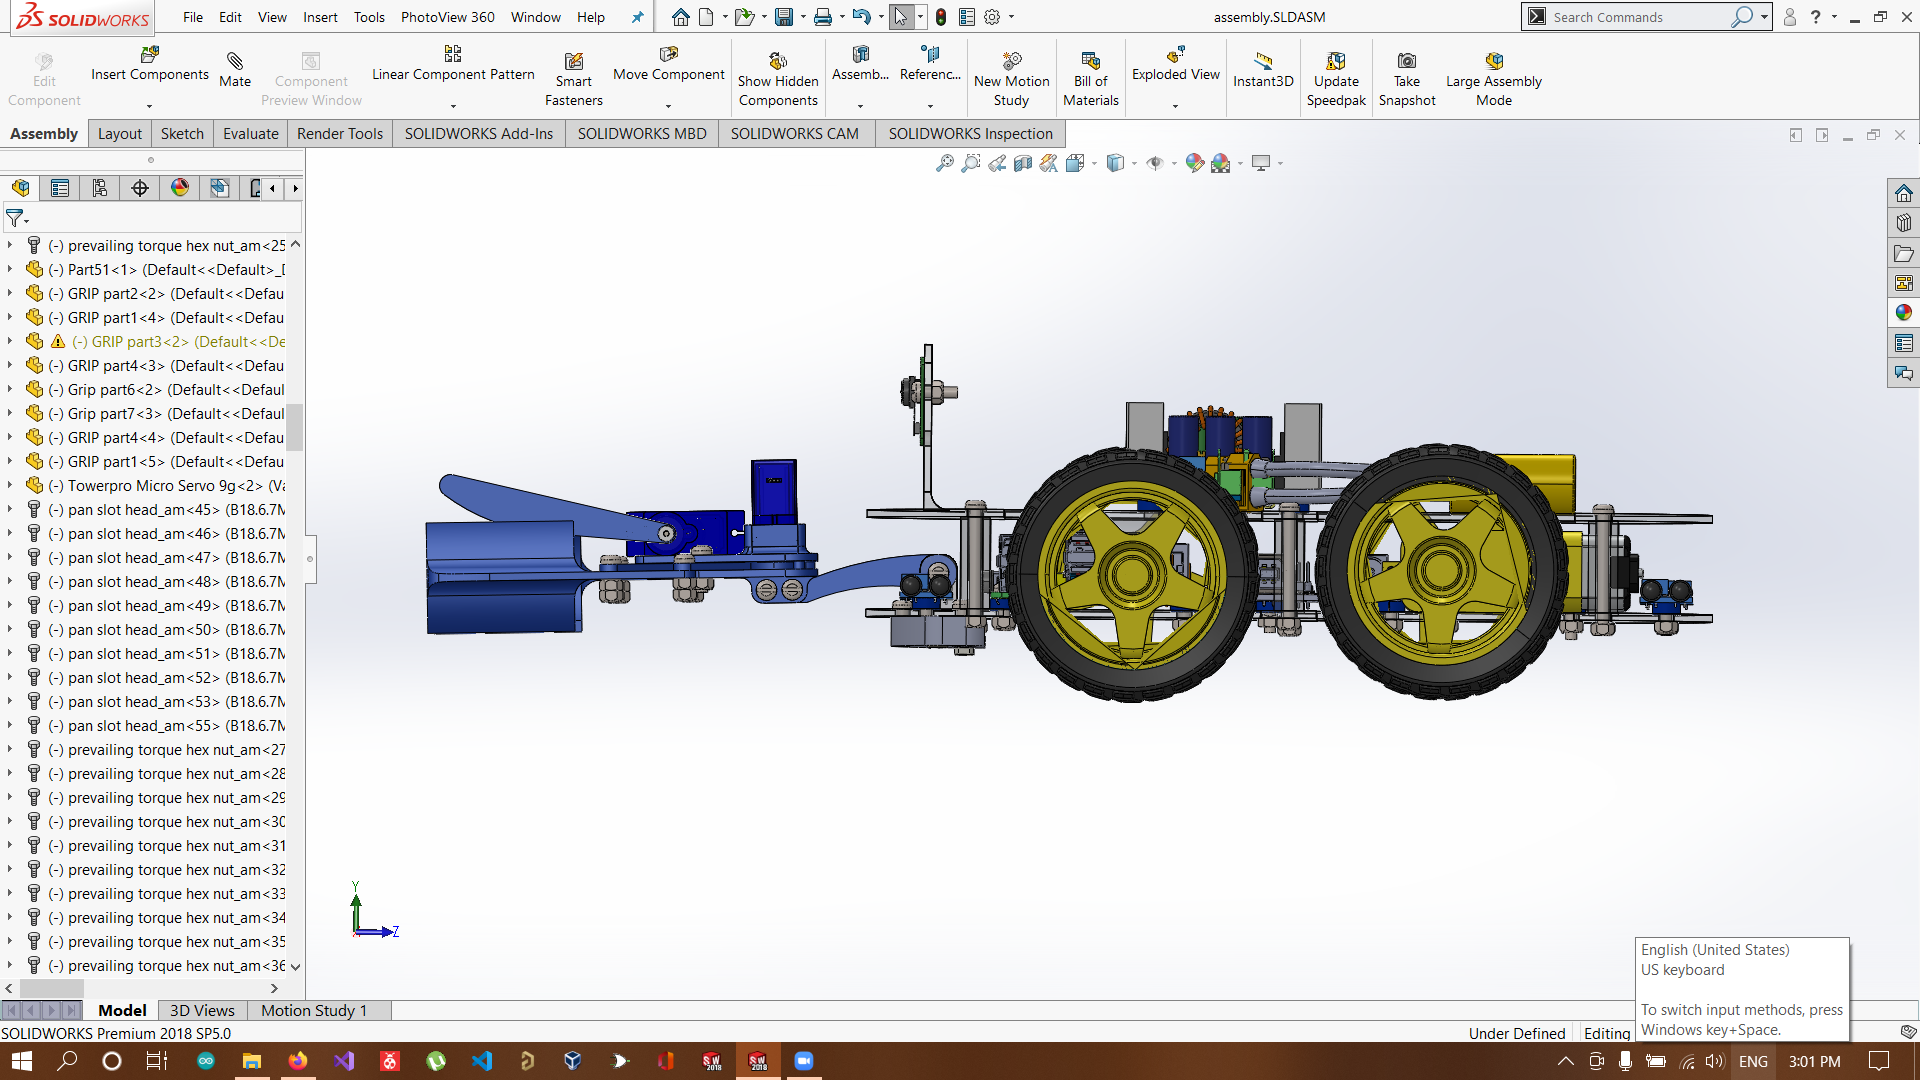 SOLIDWORKS
File Edit View Insert Tools PhotoView 360 Window Help
assembly.SLDASM
Search Commands
Edit Component
Insert Components
Mate
Component Preview Window
Linear Component Pattern
Smart Fasteners
Move Component
Show Hidden Components
Assemb...
Referenc...
New Motion Study
Bill of Materials
Exploded View
Instant3D
Update Speedpak
Take Snapshot
Large Assembly Mode
Assembly Layout Sketch Evaluate Render Tools SOLIDWORKS Add-Ins SOLIDWORKS MBD SOLIDWORKS CAM SOLIDWORKS Inspection
(-) prevailing torque hex nut_am<25
(-) Part51<1> (Default<<Default>_D
(-) GRIP part2<2> (Default<<Defau
(-) GRIP part1<4> (Default<<Defau
(-) GRIP part3<2> (Default<<De
(-) GRIP part4<3> (Default<<Defau
(-) Grip part6<2> (Default<<Defaul
(-) Grip part7<3> (Default<<Defaul
(-) GRIP part4<4> (Default<<Defau
(-) GRIP part1<5> (Default<<Defau
(-) Towerpro Micro Servo 9g<2> (Va
(-) pan slot head_am<45> (B18.6.7M
(-) pan slot head_am<46> (B18.6.7M
(-) pan slot head_am<47> (B18.6.7M
(-) pan slot head_am<48> (B18.6.7M
(-) pan slot head_am<49> (B18.6.7M
(-) pan slot head_am<50> (B18.6.7M
(-) pan slot head_am<51> (B18.6.7M
(-) pan slot head_am<52> (B18.6.7M
(-) pan slot head_am<53> (B18.6.7M
(-) pan slot head_am<55> (B18.6.7M
(-) prevailing torque hex nut_am<27
(-) prevailing torque hex nut_am<28
(-) prevailing torque hex nut_am<29
(-) prevailing torque hex nut_am<30
(-) prevailing torque hex nut_am<31
(-) prevailing torque hex nut_am<32
(-) prevailing torque hex nut_am<33
(-) prevailing torque hex nut_am<34
(-) prevailing torque hex nut_am<35
(-) prevailing torque hex nut_am<36
Y
Z
English (United States)
US keyboard
To switch input methods, press
Windows key+Space.
Model 3D Views Motion Study 1
SOLIDWORKS Premium 2018 SP5.0
Under Defined Editing
SW 2018
SW 2018
ENG 3:01 PM